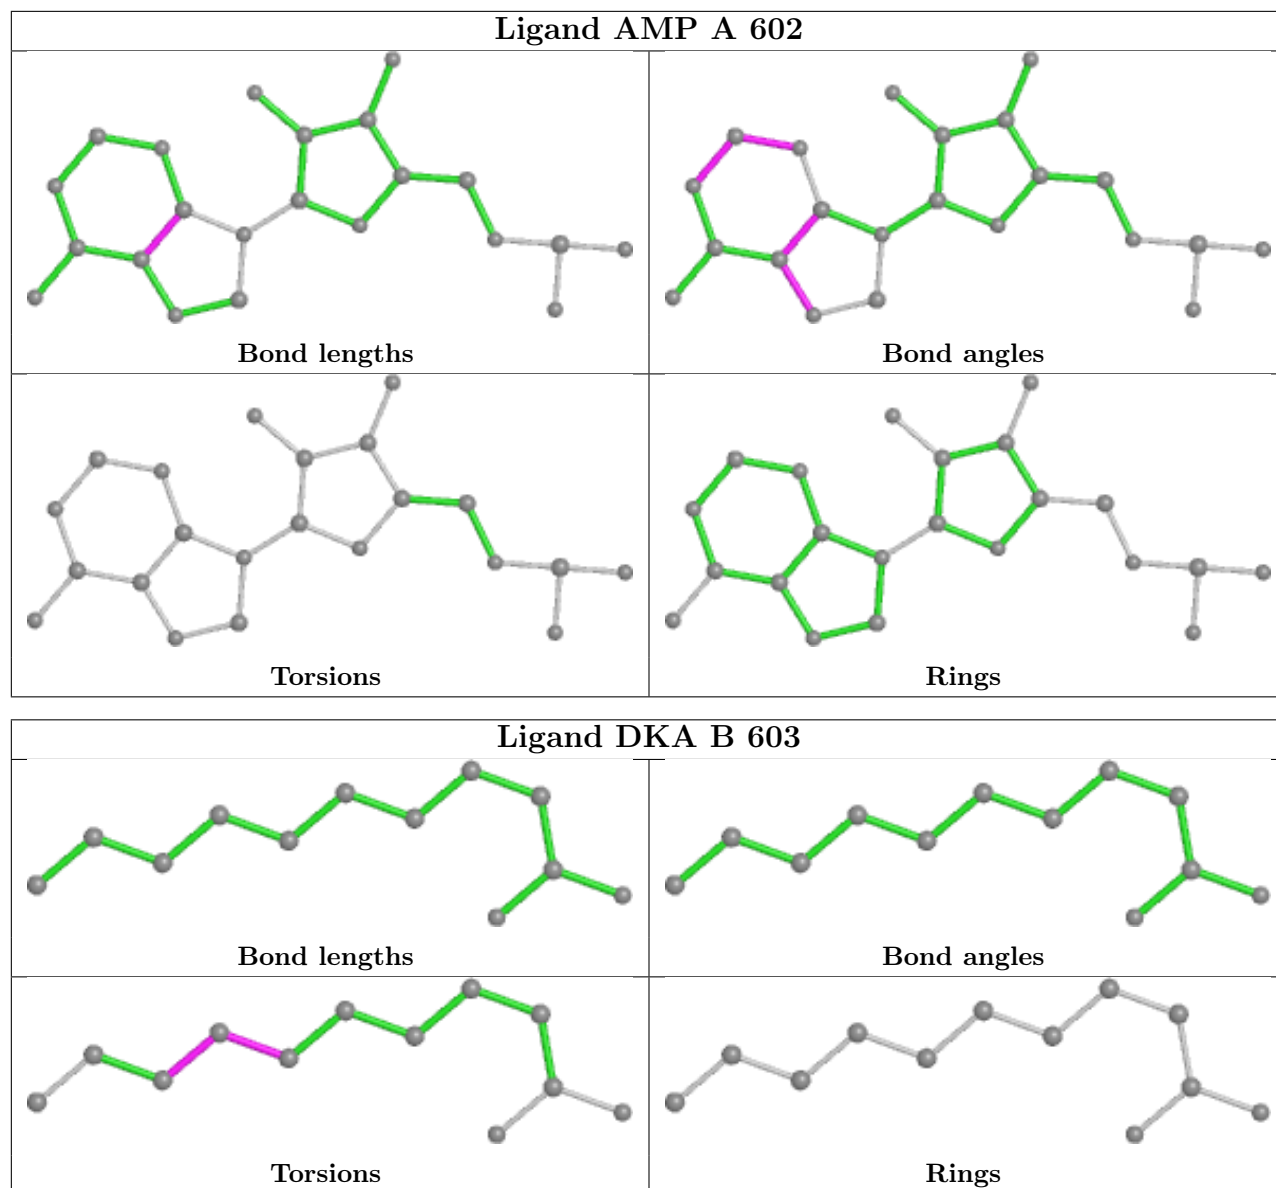 Ligand AMP A 602
Bond lengths
Bond angles
Torsions
Rings
Ligand DKA B 603
Bond lengths
Bond angles
Torsions
Rings